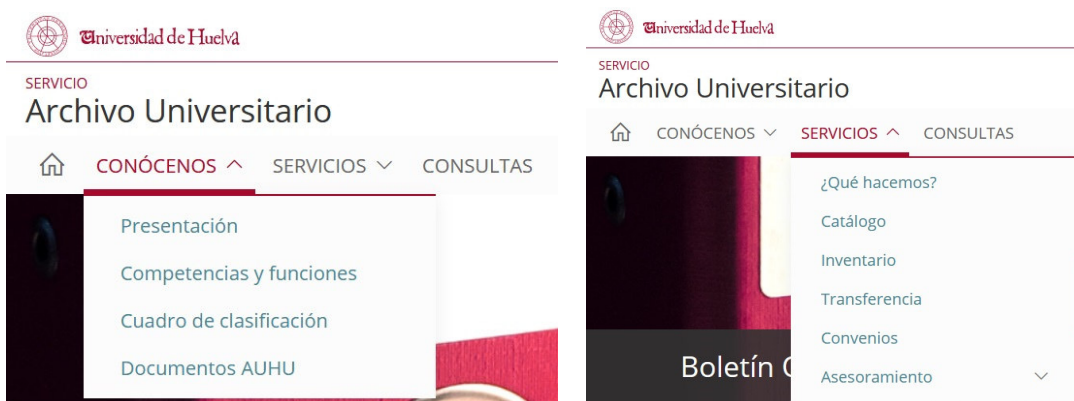 Universidad de Huelva
SERVICIO
Archivo Universitario
CONÓCENOS SERVICIOS CONSULTAS
Presentación
Competencias y funciones
Cuadro de clasificación
Documentos AUHU
Universidad de Huelva
SERVICIO
Archivo Universitario
CONÓCENOS SERVICIOS CONSULTAS
¿Qué hacemos?
Catálogo
Inventario
Transferencia
Convenios
Boletín
Asesoramiento